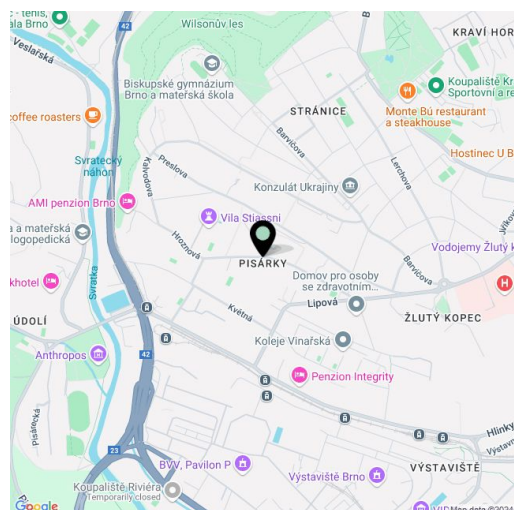 - tenis,
ala Brno
42
Wilsonův les
B
KRAVÍ HOR
Veslařská
Biskupské gymnázium
Brno a mateřská škola
Koupaliště Kr
Sportovní a re
Monte Bú restaurant
a steakhouse
STRÁNICE
coffee roasters
Barvičova
Lerchova
Hostinec U B
Svratecký
náhon
Kalvodova
Preslova
Konzulát Ukrajiny
AMI penzion Brno
Vila Stiassni
a a mateřská
logopedická
Hroznová
Vodojemy Žlutý k
PISÁRKY
Barvičova
khotel
Svratka
Domov pro osoby
se zdravotním...
H
Lipová
ÚDOLÍ
Květná
ŽLUTÝ KOPEC
Koleje Vinařská
Anthropos
42
Penzion Integrity
Pisárecká
Hlinky
Výstavn
23
BVV, Pavilon P
VÝSTAVIŠTĚ
Koupaliště Riviéra
Temporarily closed
Výstaviště Brno
Google
Map data ©2024